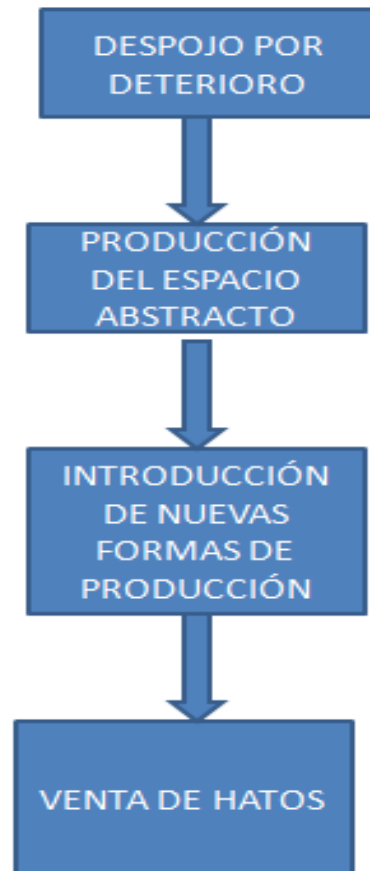 DESPOJO POR
DETERIORO
PRODUCCIÓN
DEL ESPACIO
ABSTRACTO
INTRODUCCIÓN
DE NUEVAS
FORMAS DE
PRODUCCIÓN
VENTA DE HATOS